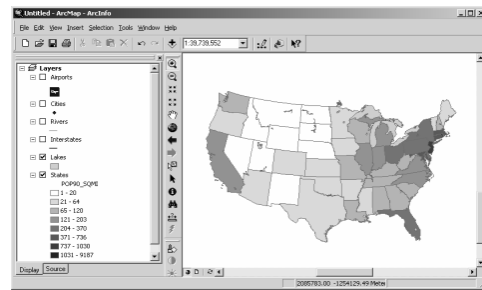 Untitled - ArcMap - ArcInfo
File Edit View Insert Selection Tools Window Help
1:39,739,552
Layers
Airports
Cities
Rivers
Interstates
Lakes
States
POP90_SQMI
1 - 20
21 - 64
65 - 120
121 - 203
204 - 370
371 - 736
737 - 1030
1031 - 9187
Display Source
2085783.80 -1254129.49 Meter